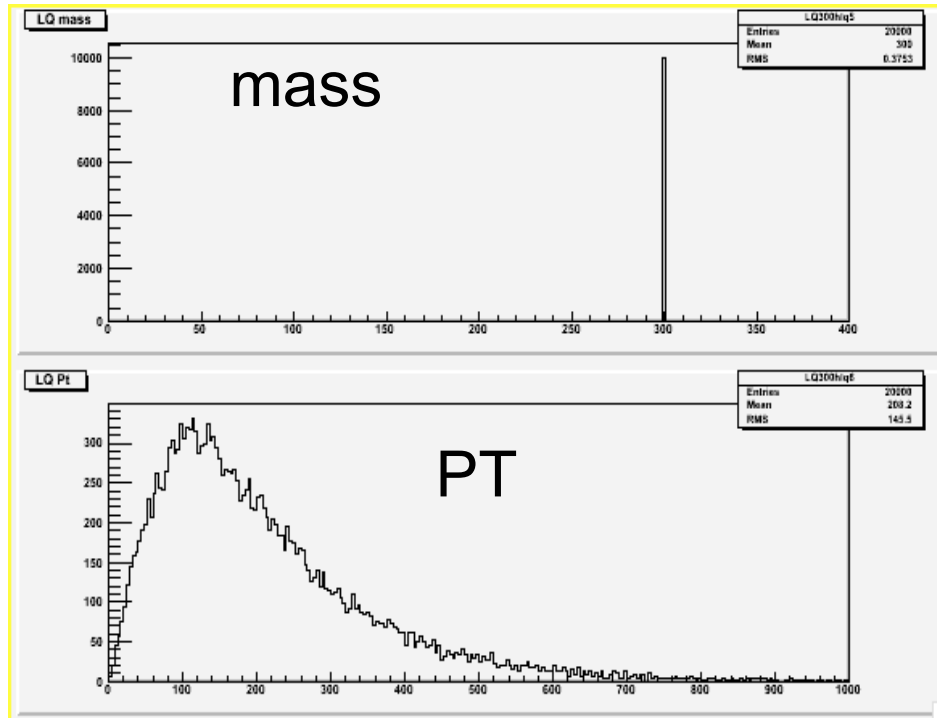 LQ mass
LQ300hlq5
Entries 20000
Mean 300
RMS 0.3753
mass
10000
8000
6000
4000
2000
0
0 50 100 150 200 250 300 350 400
LQ Pt
LQ300hlq6
Entries 20000
Mean 208.2
RMS 145.5
PT
300
250
200
150
100
50
0
0 100 200 300 400 500 600 700 800 900 1000